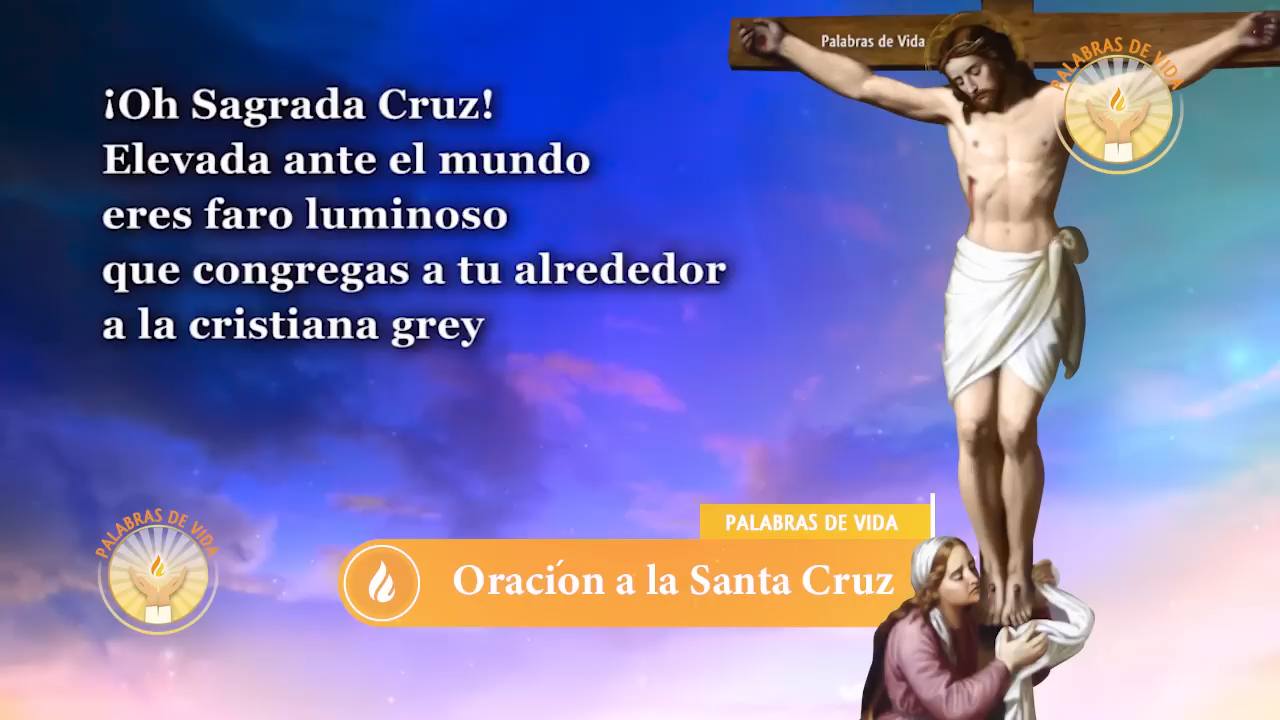 Palabras de Vida
PALABRAS DE VIDA
¡Oh Sagrada Cruz!
Elevada ante el mundo
eres faro luminoso
que congregas a tu alrededor
a la cristiana grey
PALABRAS DE VIDA
PALABRAS DE VIDA
Oración a la Santa Cruz